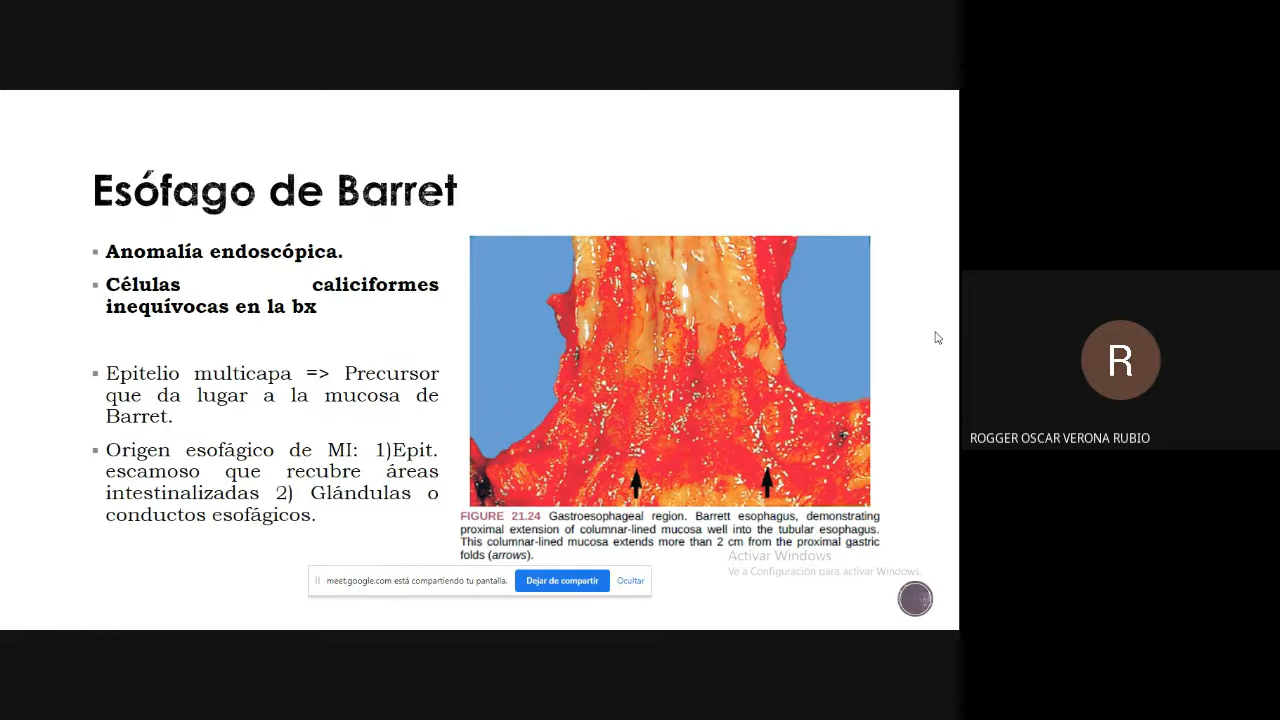 Esófago de Barret
Anomalía endoscópica.
Células caliciformes
inequívocas en la bx
Epitelio multicapa => Precursor
que da lugar a la mucosa de
Barret.
Origen esofágico de MI: 1)Epit.
escamoso que recubre áreas
intestinalizadas 2) Glándulas o
conductos esofágicos.
FIGURE 21.24 Gastroesophageal region. Barrett esophagus, demonstrating
proximal extension of columnar-lined mucosa well into the tubular esophagus.
This columnar-lined mucosa extends more than 2 cm from the proximal gastric
folds (arrows).
Activar Windows
Ve a Configuración para activar Windows.
meet.google.com está compartiendo tu pantalla.
Dejar de compartir
Ocultar
R
ROGGER OSCAR VERONA RUBIO